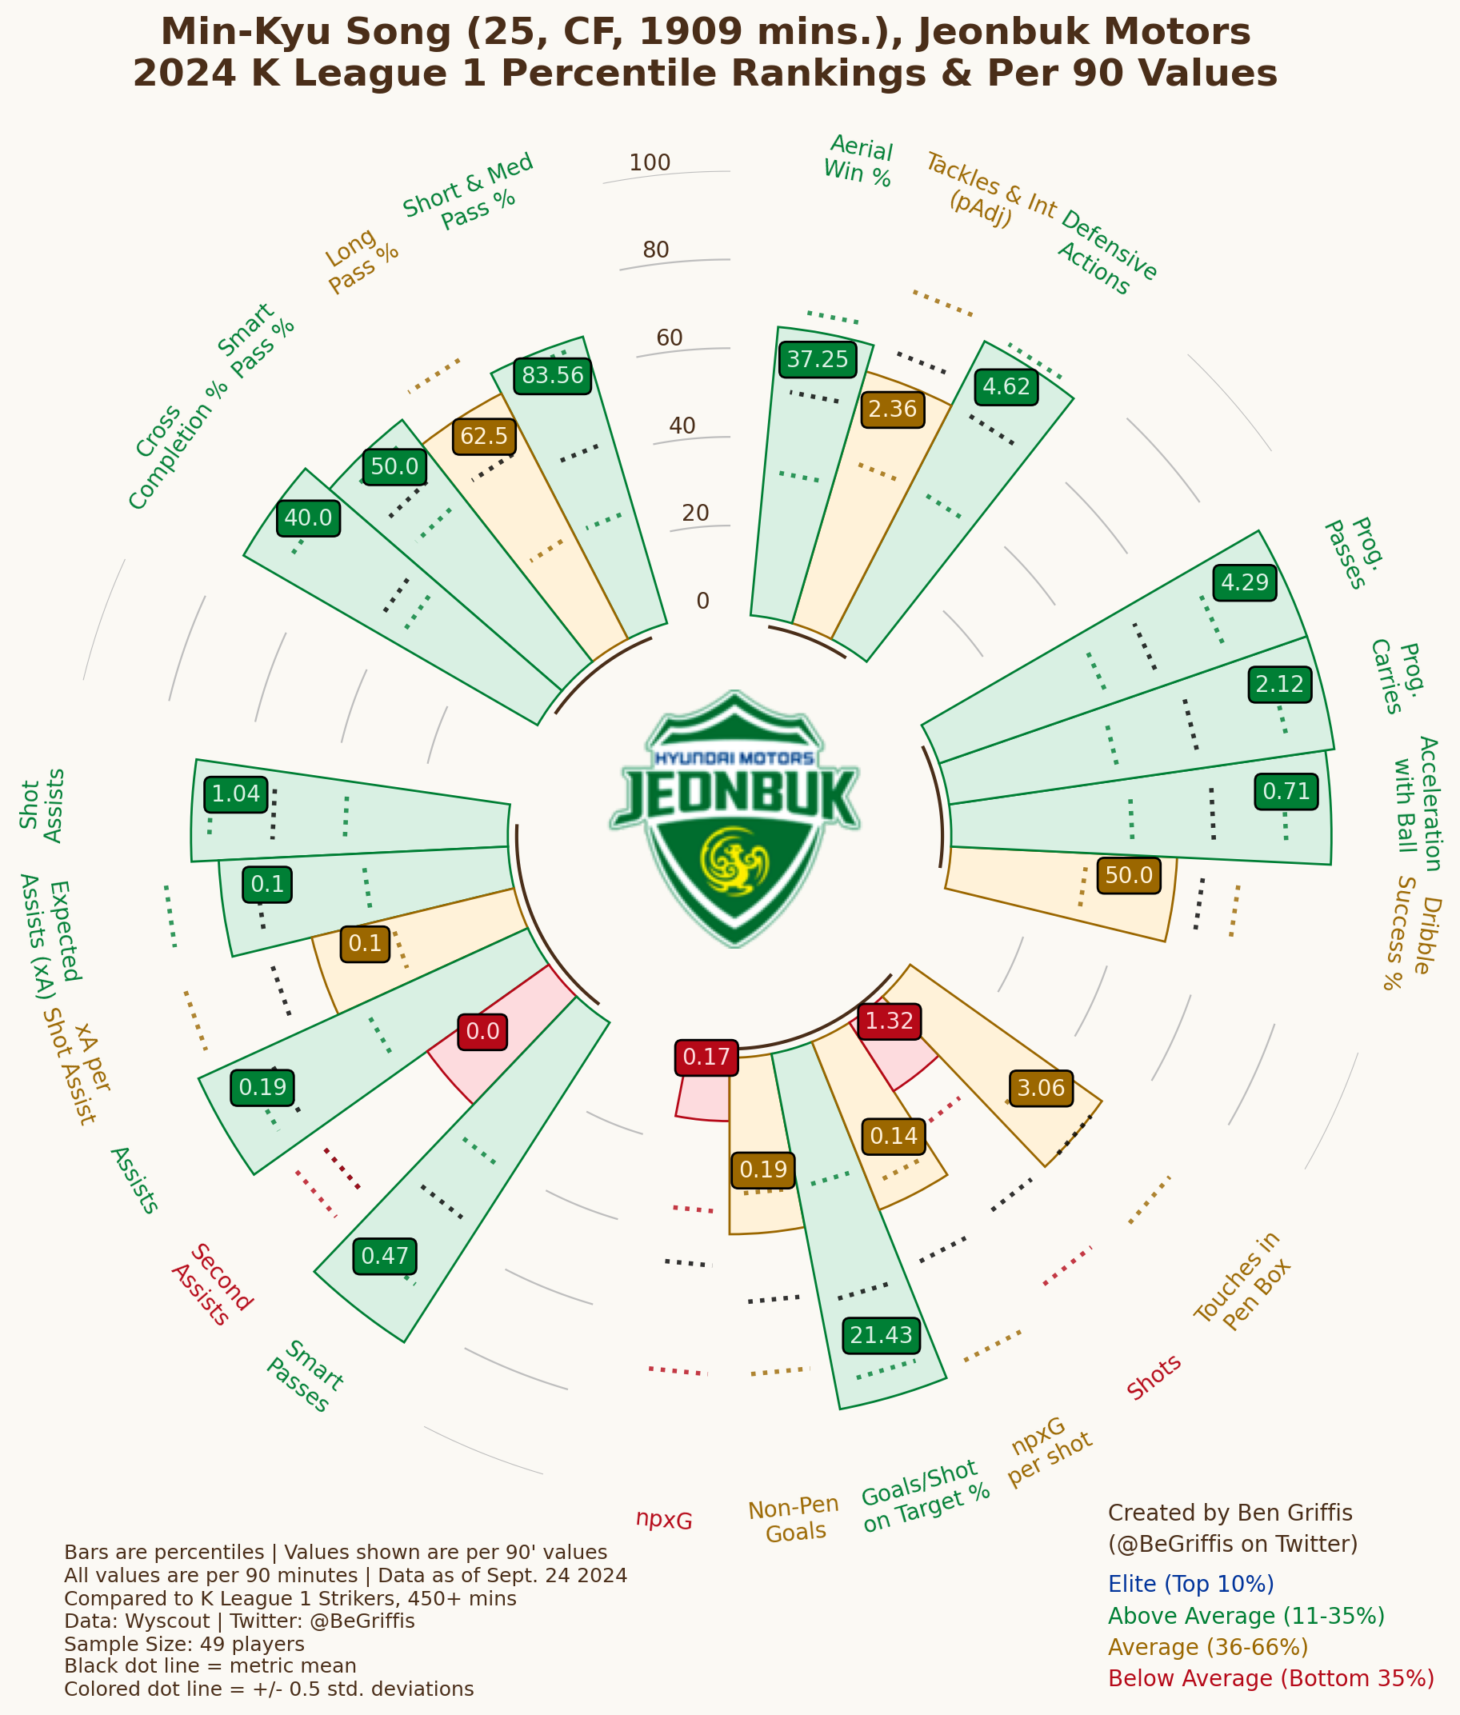 Min-Kyu Song (25, CF, 1909 mins.), Jeonbuk Motors
2024 K League 1 Percentile Rankings & Per 90 Values
100
80
60
40
20
0
Aerial
Win %
Tackles & Int
(pAdj)
Defensive
Actions
Prog.
Passes
Prog.
Carries
Acceleration
with Ball
Dribble
Success %
Touches in
Pen Box
Shots
npxG
per shot
Goals/Shot
on Target %
Non-Pen
Goals
npxG
Smart
Passes
Second
Assists
Assists
xA per
Shot Assist
Expected
Assists (xA)
Shot
Assists
Cross
Completion %
Smart
Pass %
Long
Pass %
Short & Med
Pass %
37.25
2.36
4.62
4.29
2.12
0.71
50.0
3.06
1.32
0.14
21.43
0.19
0.17
0.47
0.0
0.19
0.1
0.1
1.04
40.0
50.0
62.5
83.56
HYUNDAI MOTORS
JEONBUK
Bars are percentiles | Values shown are per 90' values
All values are per 90 minutes | Data as of Sept. 24 2024
Compared to K League 1 Strikers, 450+ mins
Data: Wyscout | Twitter: @BeGriffis
Sample Size: 49 players
Black dot line = metric mean
Colored dot line = +/- 0.5 std. deviations
Created by Ben Griffis
(@BeGriffis on Twitter)
Elite (Top 10%)
Above Average (11-35%)
Average (36-66%)
Below Average (Bottom 35%)